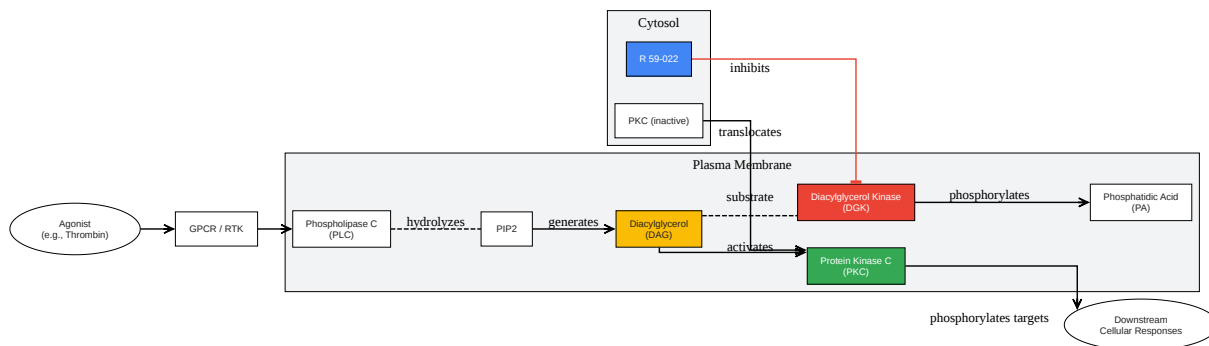 Cytosol
R 59-022
inhibits
PKC (inactive)
translocates
Plasma Membrane
Agonist
(e.g., Thrombin)
GPCR / RTK
Phospholipase C
(PLC)
hydrolyzes
PIP2
generates
Diacylglycerol
(DAG)
substrate
activates
Diacylglycerol Kinase
(DGK)
phosphorylates
Phosphatidic Acid
(PA)
Protein Kinase C
(PKC)
phosphorylates targets
Downstream
Cellular Responses